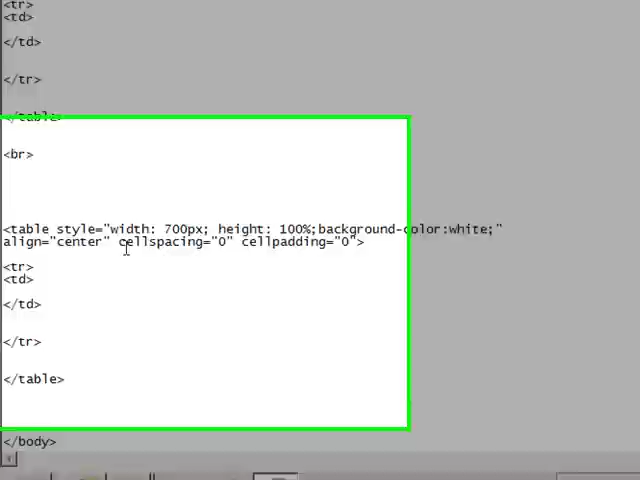 <tr>
<td>
</td>
</tr>
</table>
<br>
<table style="width: 700px; height: 100%;background-color:white;"
align="center" cellspacing="0" cellpadding="0">
<tr>
<td>
</td>
</tr>
</table>
</body>